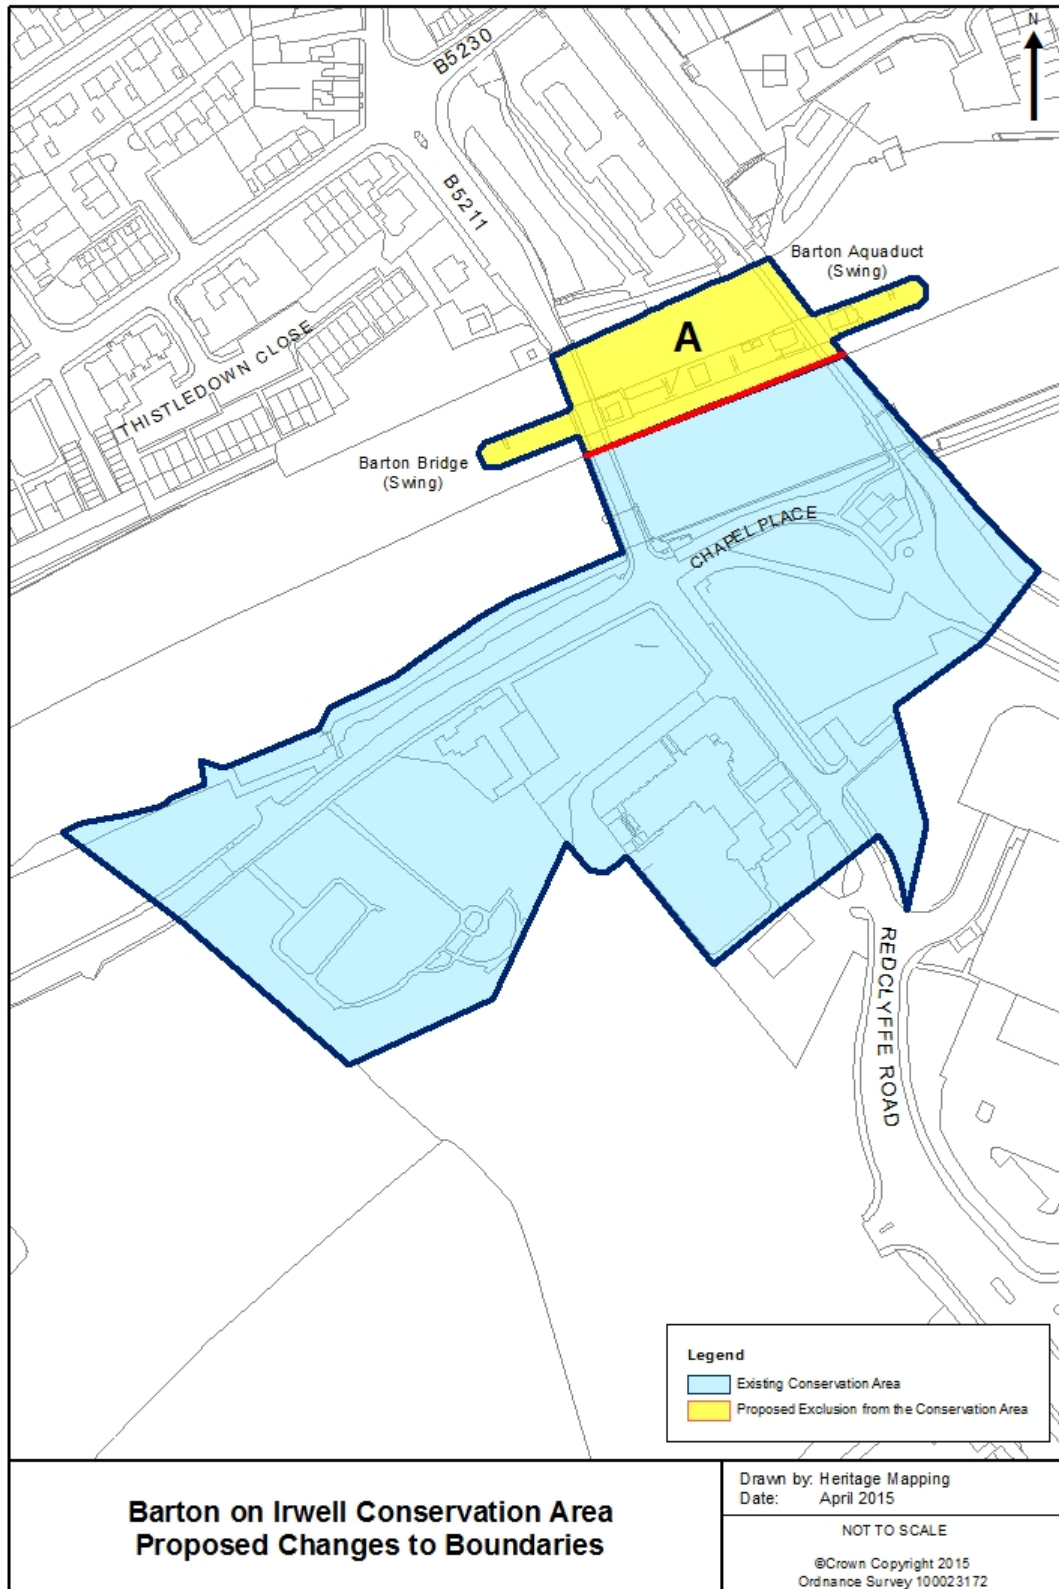 N
B5230
B5211
Barton Aquaduct
(Swing)
A
THISTLEDOWN CLOSE
Barton Bridge
(Swing)
CHAPEL PLACE
REDCLYFFE ROAD
Legend
Existing Conservation Area
Proposed Exclusion from the Conservation Area
Barton on Irwell Conservation Area
Proposed Changes to Boundaries
Drawn by: Heritage Mapping
Date: April 2015
NOT TO SCALE
©Crown Copyright 2015
Ordnance Survey 100023172